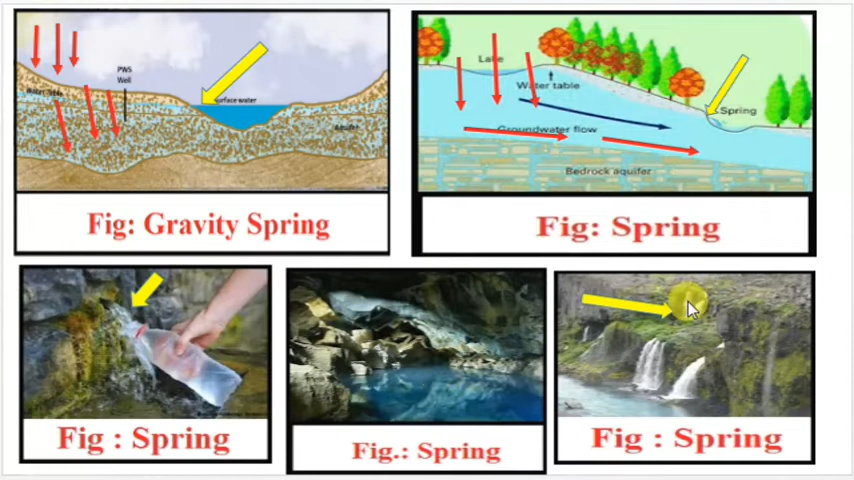 PWS
Well
Water Table
surface water
Aquifer
Fig: Gravity Spring
Lake
Water table
Spring
Groundwater flow
Bedrock aquifer
Fig: Spring
Fig : Spring
Fig.: Spring
Fig : Spring